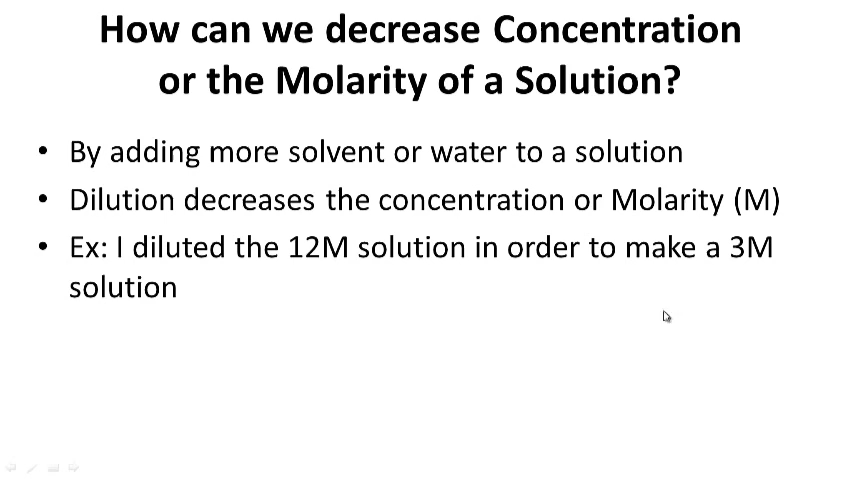 How can we decrease Concentration
or the Molarity of a Solution?
• By adding more solvent or water to a solution
• Dilution decreases the concentration or Molarity (M)
• Ex: I diluted the 12M solution in order to make a 3M
solution